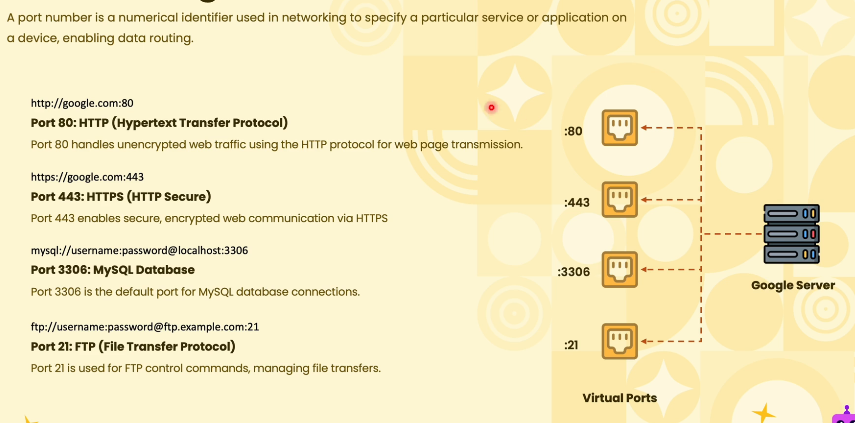 A port number is a numerical identifier used in networking to specify a particular service or application on
a device, enabling data routing.
http://google.com:80
Port 80: HTTP (Hypertext Transfer Protocol)
Port 80 handles unencrypted web traffic using the HTTP protocol for web page transmission.
https://google.com:443
Port 443: HTTPS (HTTP Secure)
Port 443 enables secure, encrypted web communication via HTTPS
mysql://username:password@localhost:3306
Port 3306: MySQL Database
Port 3306 is the default port for MySQL database connections.
ftp://username:password@ftp.example.com:21
Port 21: FTP (File Transfer Protocol)
Port 21 is used for FTP control commands, managing file transfers.
:80
:443
:3306
:21
Virtual Ports
Google Server